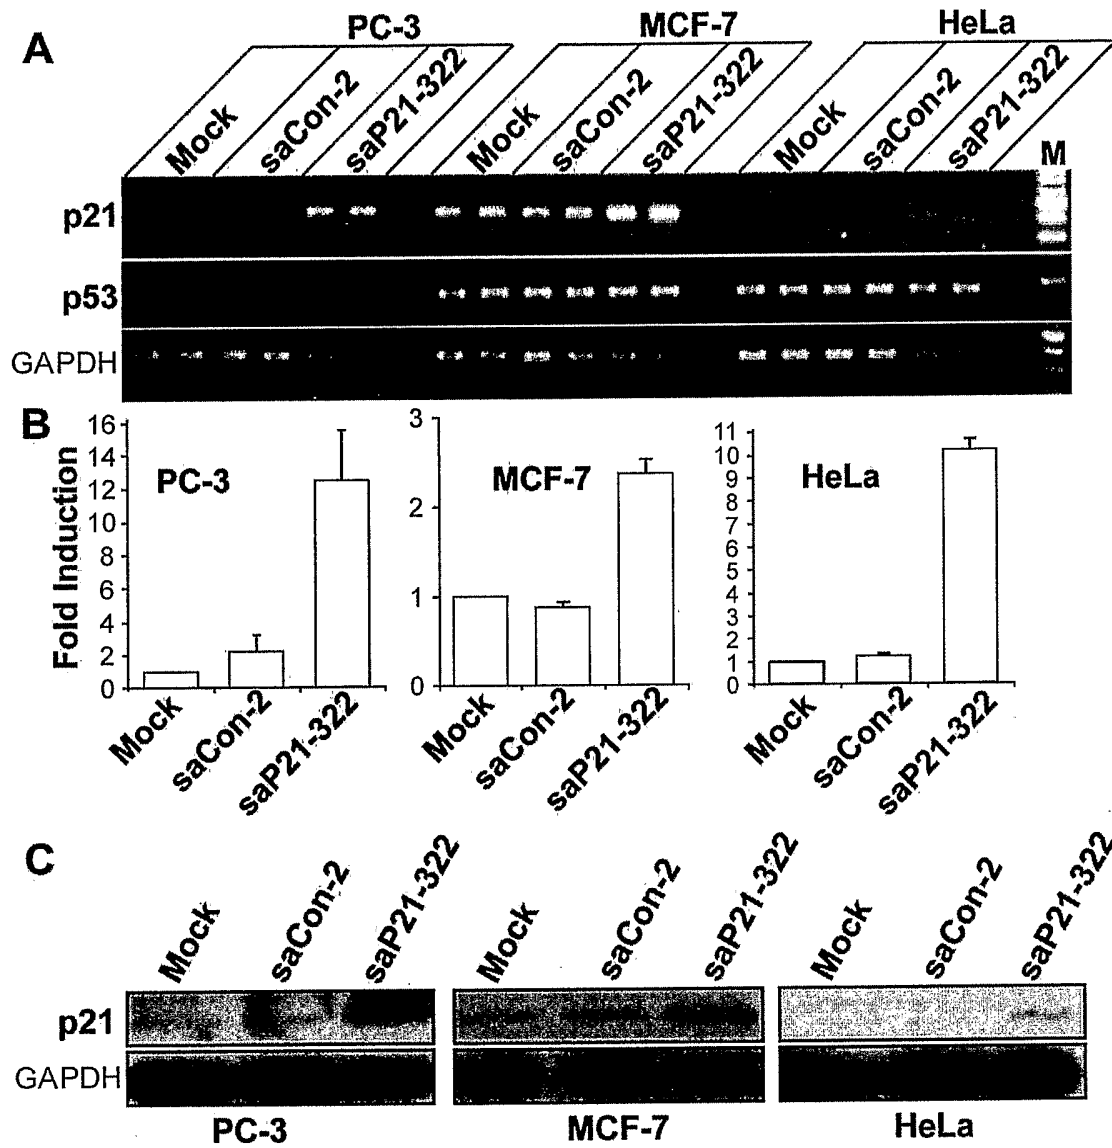 A
PC-3 MCF-7 HeLa
Mock saCon-2 saP21-322 Mock saCon-2 saP21-322 Mock saCon-2 saP21-322 M
p21
p53
GAPDH
B
Fold Induction
16
14
12
10
8
6
4
2
0
PC-3
Mock saCon-2 saP21-322
3
2
1
0
MCF-7
Mock saCon-2 saP21-322
11
10
9
8
7
6
5
4
3
2
1
0
HeLa
Mock saCon-2 saP21-322
C
Mock saCon-2 saP21-322 Mock saCon-2 saP21-322 Mock saCon-2 saP21-322
p21
GAPDH
PC-3 MCF-7 HeLa